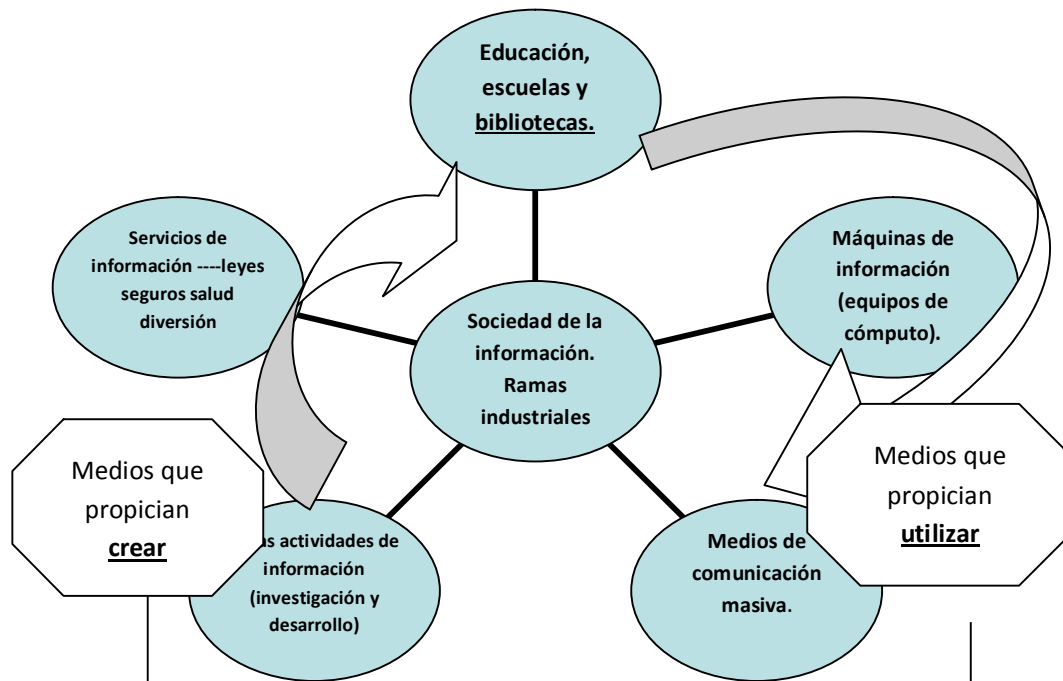 Educación,
escuelas y
bibliotecas.
Servicios de
información ----leyes
seguros salud
diversión
Máquinas de
información
(equipos de
cómputo).
Sociedad de la
información.
Ramas
industriales
Medios que
propician
crear
Medios que
propician
utilizar
actividades de
información
(investigación y
desarrollo)
Medios de
comunicación
masiva.